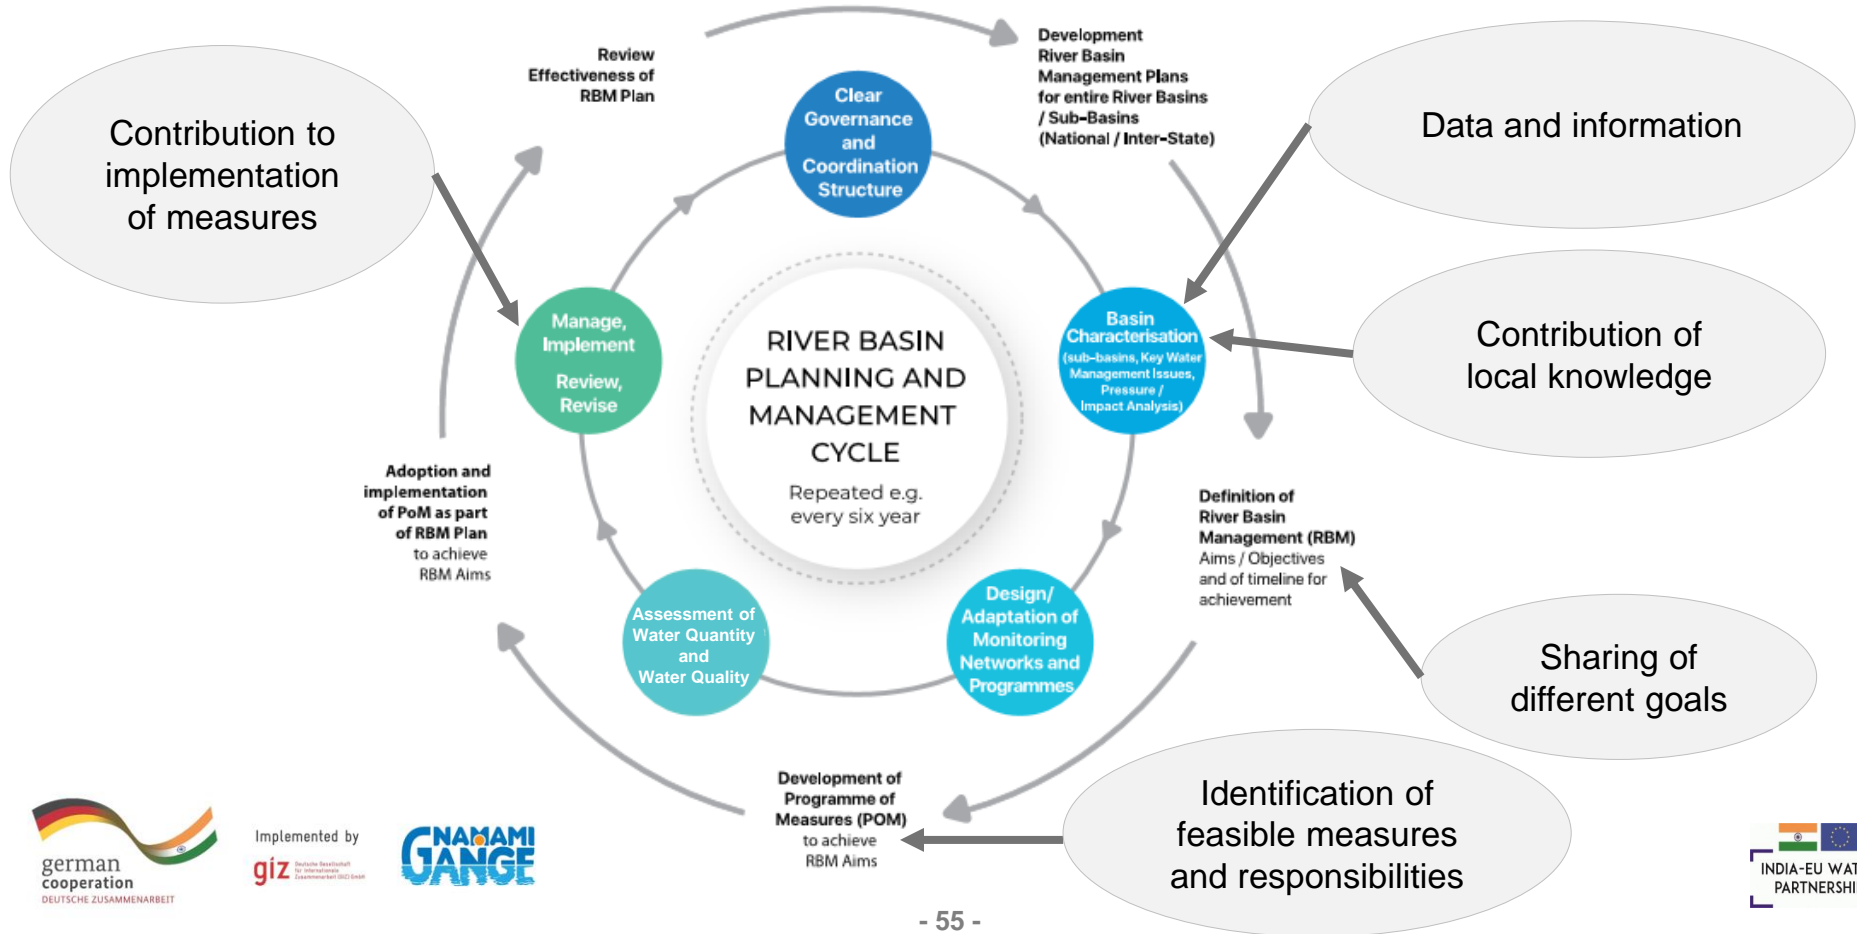 Review
Effectiveness of
RBM Plan
Development
River Basin
Management Plans
for entire River Basins
/ Sub-Basins
(National / Inter-State)
Contribution to
implementation
of measures
Clear
Governance
and
Coordination
Structure
Data and information
Manage,
Implement
Review,
Revise
RIVER BASIN
PLANNING AND
MANAGEMENT
CYCLE
Repeated e.g.
every six year
Basin
Characterisation
(sub-basins, Key Water
Management Issues,
Pressure /
Impact Analysis)
Contribution of
local knowledge
Adoption and
implementation
of PoM as part
of RBM Plan
to achieve
RBM Aims
Definition of
River Basin
Management (RBM)
Aims / Objectives
and of timeline for
achievement
Assessment of
Water Quantity
and
Water Quality
Design/
Adaptation of
Monitoring
Networks and
Programmes
Sharing of
different goals
Development of
Programme of
Measures (POM)
to achieve
RBM Aims
Identification of
feasible measures
and responsibilities
german
cooperation
DEUTSCHE ZUSAMMENARBEIT
Implemented by
giz
Deutsche Gesellschaft
für Internationale
Zusammenarbeit (GIZ) GmbH
NAMAMI
GANGE
INDIA-EU WAT
PARTNERSHI
- 55 -